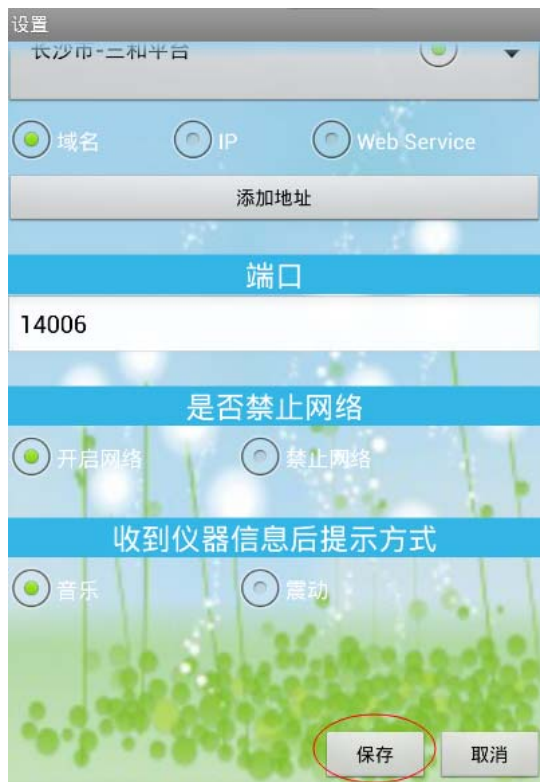 设置
长沙市-三和平台
域名 IP Web Service
添加地址
端口
14006
是否禁止网络
开启网络 禁止网络
收到仪器信息后提示方式
音乐 震动
保存 取消